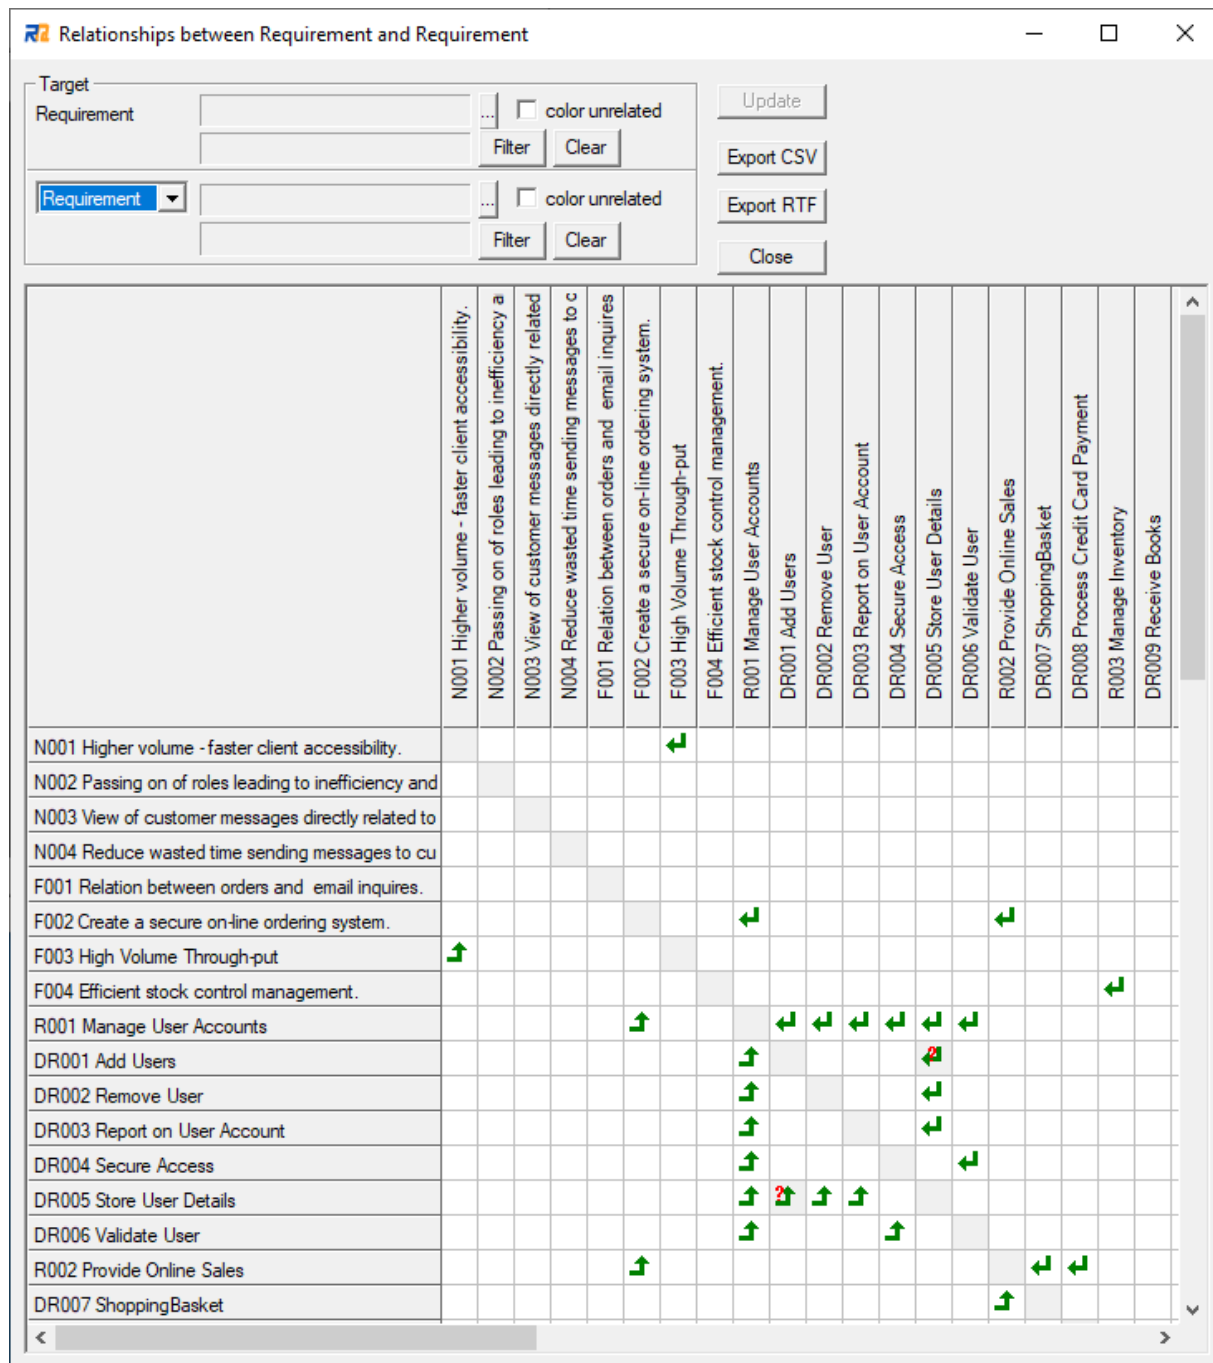 Relationships between Requirement and Requirement
Target
Requirement
...
color unrelated
Update
Filter
Clear
Export CSV
Requirement
...
color unrelated
Export RTF
Filter
Clear
Close
N001 Higher volume - faster client accessibility.
N002 Passing on of roles leading to inefficiency a
N003 View of customer messages directly related
N004 Reduce wasted time sending messages to c
F001 Relation between orders and  email inquires
F002 Create a secure on-line ordering system.
F003 High Volume Through-put
F004 Efficient stock control management.
R001 Manage User Accounts
DR001 Add Users
DR002 Remove User
DR003 Report on User Account
DR004 Secure Access
DR005 Store User Details
DR006 Validate User
R002 Provide Online Sales
DR007 ShoppingBasket
DR008 Process Credit Card Payment
R003 Manage Inventory
DR009 Receive Books
N001 Higher volume - faster client accessibility.
N002 Passing on of roles leading to inefficiency and
N003 View of customer messages directly related to
N004 Reduce wasted time sending messages to cu
F001 Relation between orders and  email inquires.
F002 Create a secure on-line ordering system.
F003 High Volume Through-put
F004 Efficient stock control management.
R001 Manage User Accounts
DR001 Add Users
?
DR002 Remove User
DR003 Report on User Account
DR004 Secure Access
DR005 Store User Details
?
DR006 Validate User
R002 Provide Online Sales
DR007 ShoppingBasket